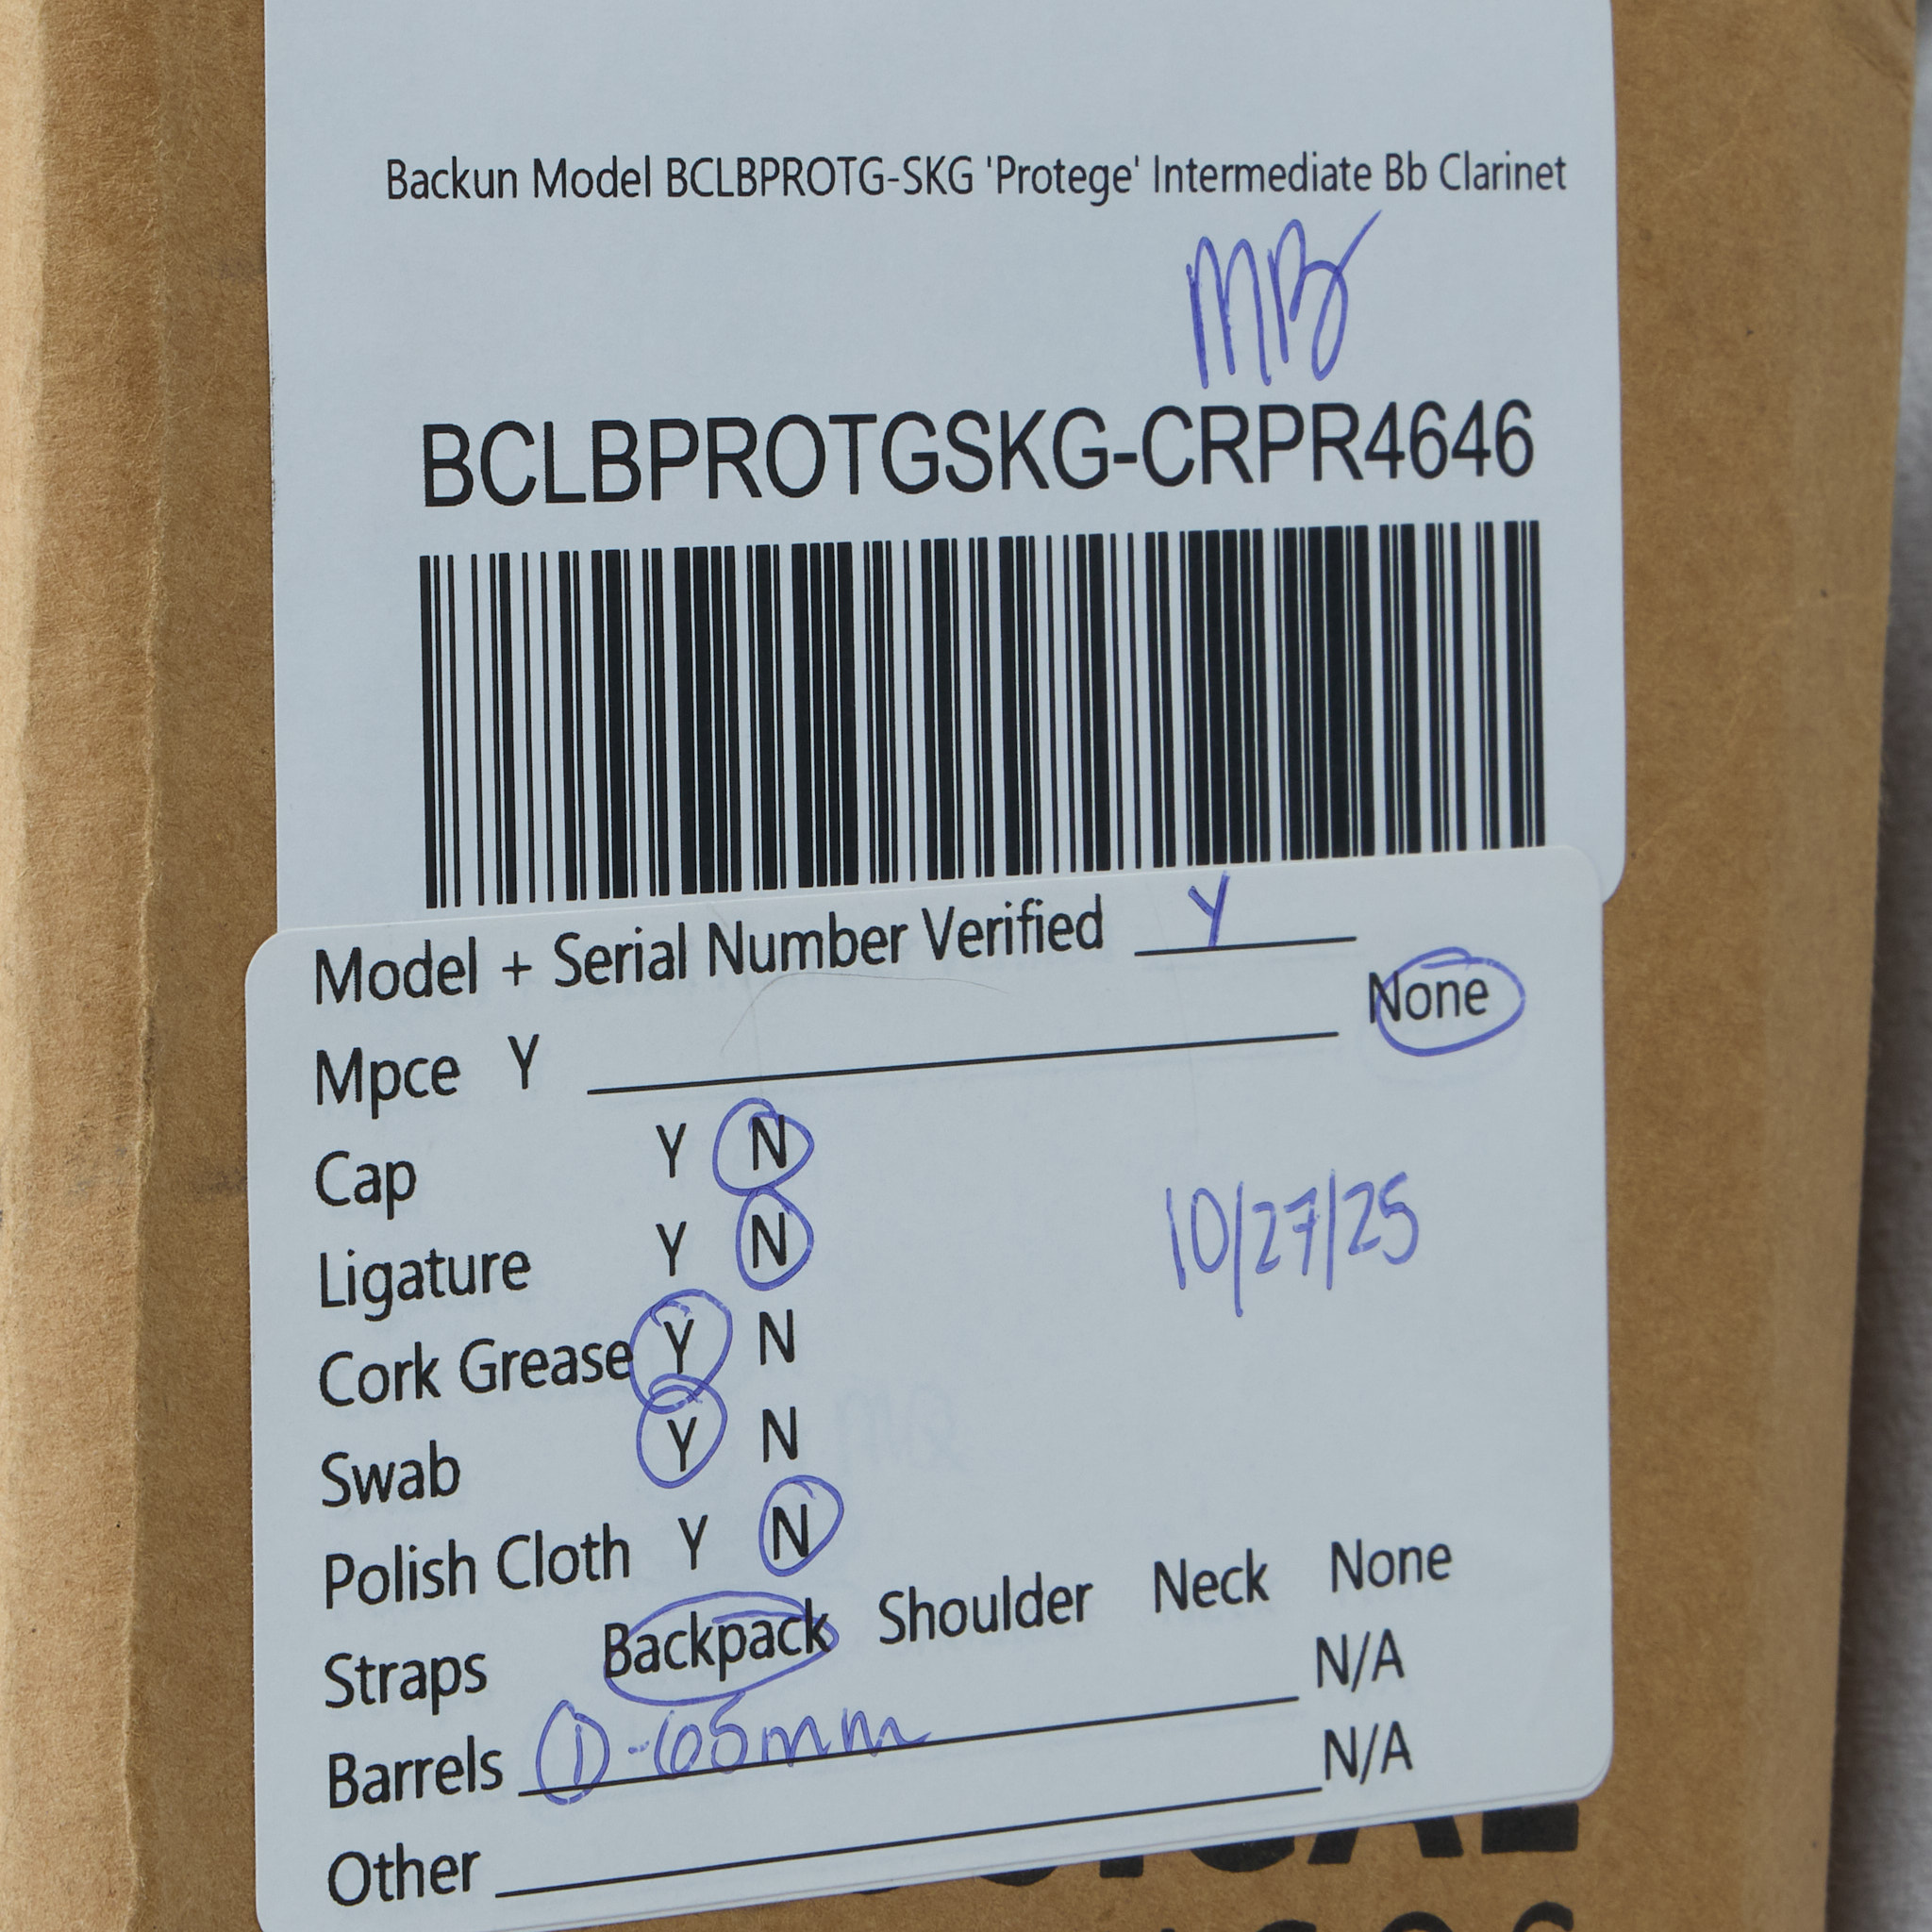 Backun Model BCLBPROTG-SKG 'Protege' Intermediate Bb Clarinet
MB
BCLBPROTGSKG-CRPR4646
Model + Serial Number Verified Y
Mpce Y None
Cap Y N
Ligature Y N
10/27/25
Cork Grease Y N
Swab Y N
Polish Cloth Y N
Straps Backpack Shoulder Neck None
Barrels 1 - 65mm N/A
Other N/A